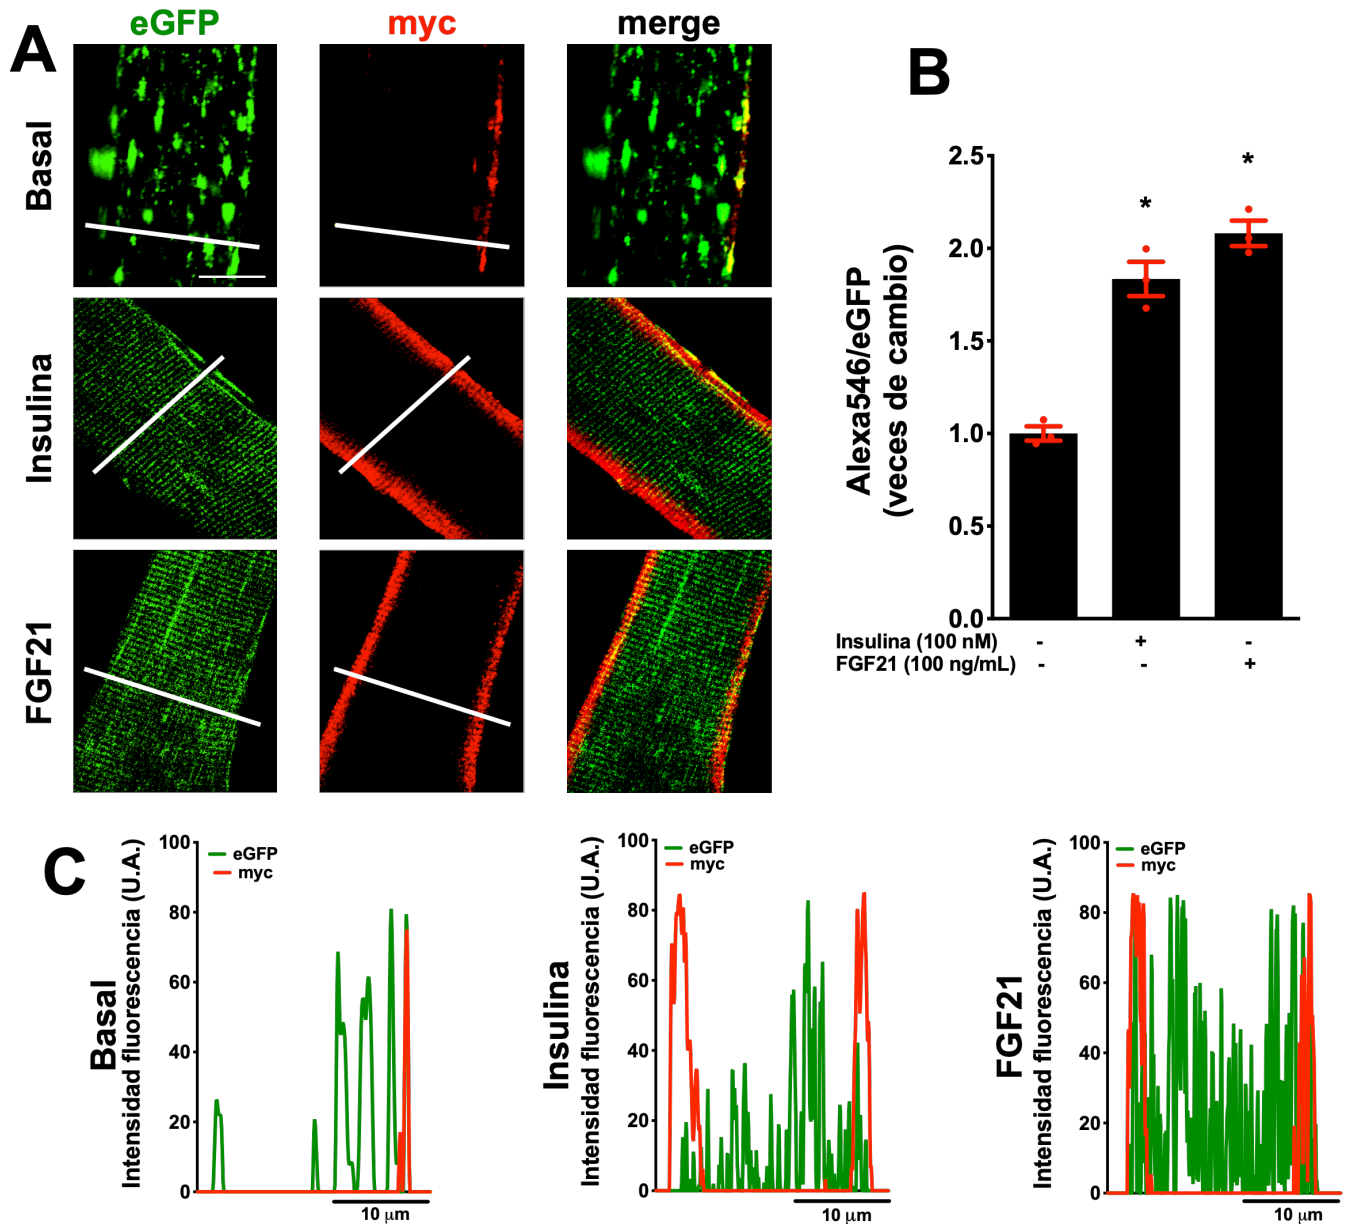 A
eGFP
myc
merge
Basal
Insulina
FGF21
B
Alexa546/eGFP
(veces de cambio)
2.5
2.0
1.5
1.0
0.5
0.0
*
*
Insulina (100 nM) - + -
FGF21 (100 ng/mL) - - +
C
Basal
Intensidad fluorescencia (U.A.)
100
80
60
40
20
0
eGFP
myc
10 μm
Insulina
Intensidad fluorescencia (U.A.)
100
80
60
40
20
0
eGFP
myc
10 μm
FGF21
Intensidad fluorescencia (U.A.)
100
80
60
40
20
0
eGFP
myc
10 μm